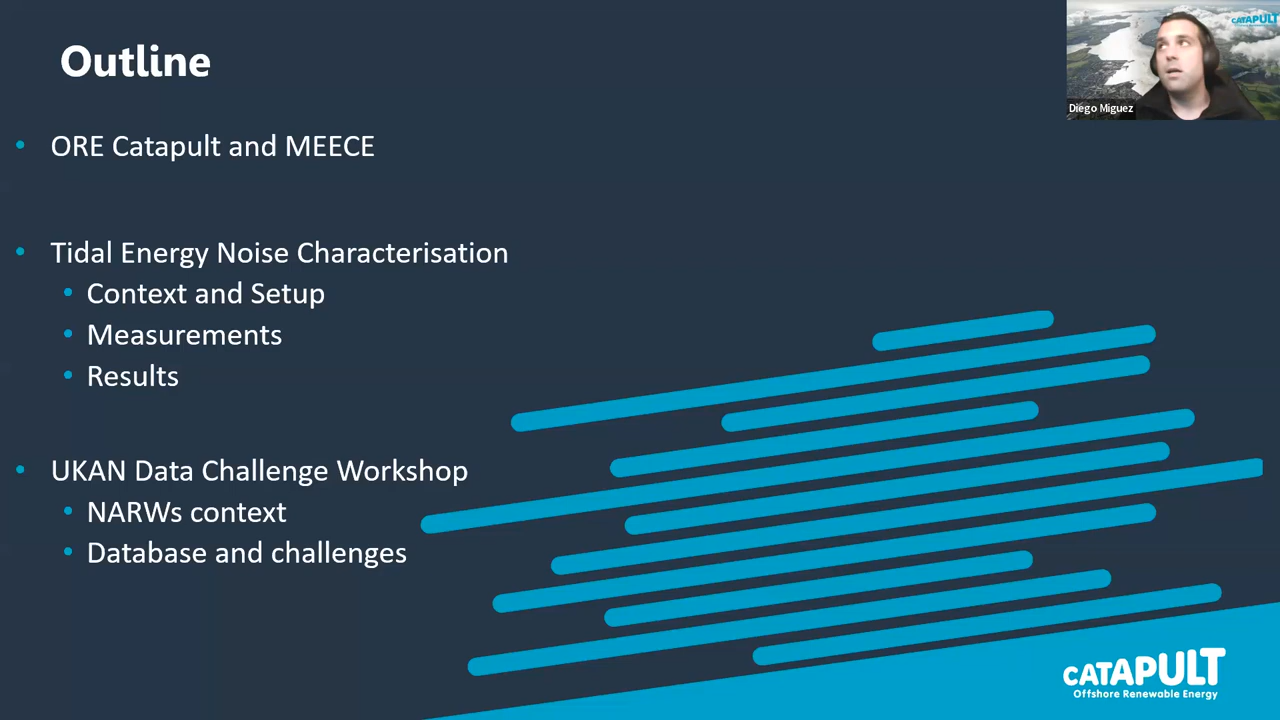 Outline
ORE Catapult and MEECE
Tidal Energy Noise Characterisation
Context and Setup
Measurements
Results
UKAN Data Challenge Workshop
NARWs context
Database and challenges
CATAPULT
Diego Miguez
CATAPULT
Offshore Renewable Energy